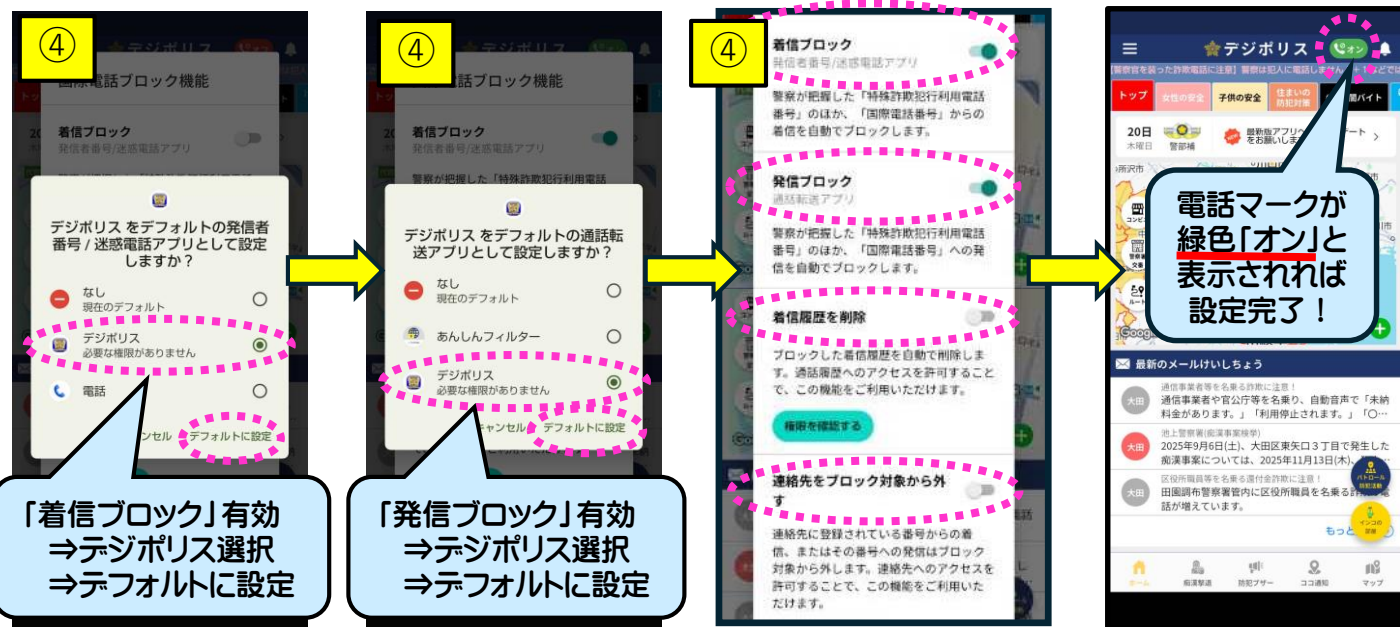 ④
デジポリス
国際電話ブロック機能
着信ブロック
発信者番号/迷惑電話アプリ
デジポリス をデフォルトの発信者
番号 / 迷惑電話アプリとして設定
しますか？
なし
現在のデフォルト
デジポリス
必要な権限がありません
電話
デフォルトに設定
「着信ブロック」有効
⇒デジポリス選択
⇒デフォルトに設定
④
デジポリス
電話ブロック機能
着信ブロック
発信者番号/迷惑電話アプリ
警察が把握した「特殊詐欺犯行利用電話
デジポリス をデフォルトの通話転
送アプリとして設定しますか？
なし
現在のデフォルト
あんしんフィルター
デジポリス
必要な権限がありません
キャンセル デフォルトに設定
「発信ブロック」有効
⇒デジポリス選択
⇒デフォルトに設定
④
着信ブロック
発信者番号/迷惑電話アプリ
警察が把握した「特殊詐欺犯行利用電話
番号」のほか、「国際電話番号」からの
着信を自動でブロックします。
発信ブロック
通話転送アプリ
警察が把握した「特殊詐欺犯行利用電話
番号」のほか、「国際電話番号」への発
信を自動でブロックします。
着信履歴を削除
ブロックした着信履歴を自動で削除しま
す。通話履歴へのアクセスを許可すること
で、この機能をご利用いただけます。
権限を確認する
連絡先をブロック対象から外
す
連絡先に登録されている番号からの着
信、またはその番号への発信はブロック
対象から外します。連絡先へのアクセスを
許可することで、この機能をご利用いた
だけます。
デジポリス
オン
【警察官を装った詐欺電話に注意】警察は犯人に電話しません
トップ
女性の安全
子供の安全
住まいの
防犯対策
闇バイト
20日
木曜日
警部補
最新版アプリへ
をお願いしま
電話マークが
緑色「オン」と
表示されれば
設定完了！
最新のメールけいしちょう
通信事業者等を名乗る詐欺に注意！
大田
通信事業者や官公庁等を名乗り、自動音声で「未納
料金があります。」「利用停止されます。」「〇…
池上警察署(痴漢事案検挙)
大田
2025年9月6日(土)、大田区東矢口３丁目で発生した
痴漢事案については、2025年11月13日(木)、
区役所職員等を名乗る還付金詐欺に注意！
大田
田園調布警察署管内に区役所職員を名乗る詐欺の電
話が増えています。
パトロール
防犯活動
インコの
部屋
もっと
ホーム
痴漢撃退
防犯ブザー
ココ通知
マップ